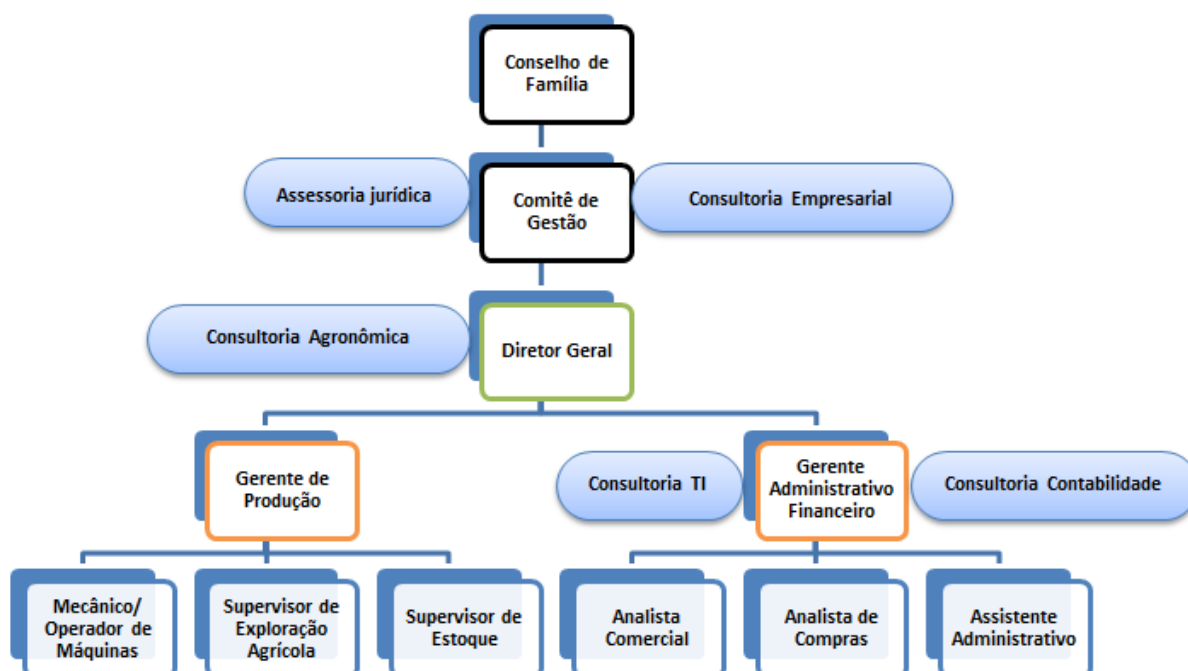 Conselho de
Família
Assessoria jurídica
Comitê de
Gestão
Consultoria Empresarial
Consultoria Agronômica
Diretor Geral
Gerente de
Produção
Consultoria TI
Gerente
Administrativo
Financeiro
Consultoria Contabilidade
Mecânico/
Operador de
Máquinas
Supervisor de
Exploração
Agrícola
Supervisor de
Estoque
Analista
Comercial
Analista
de Compras
Assistente
Administrativo